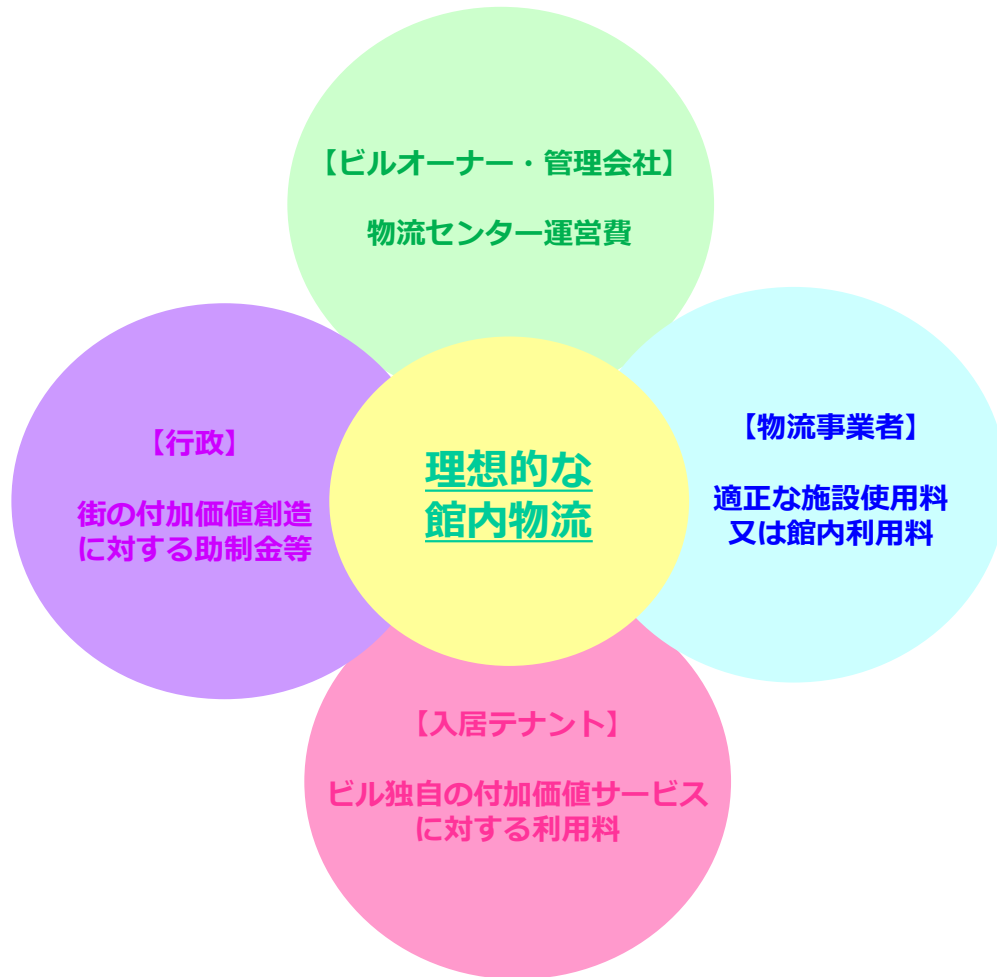 【ビルオーナー・管理会社】
物流センター運営費
【行政】
街の付加価値創造
に対する助制金等
理想的な
館内物流
【物流事業者】
適正な施設使用料
又は館内利用料
【入居テナント】
ビル独自の付加価値サービス
に対する利用料